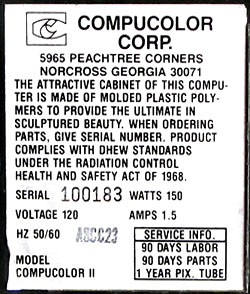 COMPUCOLOR
CORP.
5965 PEACHTREE CORNERS
NORCROSS GEORGIA 30071
THE ATTRACTIVE CABINET OF THIS COMPU-
TER IS MADE OF MOLDED PLASTIC POLY-
MERS TO PROVIDE THE ULTIMATE IN
SCULPTURED BEAUTY. WHEN ORDERING
PARTS, GIVE SERIAL NUMBER. PRODUCT
COMPLIES WITH DHEW STANDARDS
UNDER THE RADIATION CONTROL
HEALTH AND SAFETY ACT OF 1968.
SERIAL 100183 WATTS 150
VOLTAGE 120 AMPS 1.5
HZ 50/60
SERVICE INFO.
90 DAYS LABOR
90 DAYS PARTS
1 YEAR PIX. TUBE
MODEL
COMPUCOLOR II